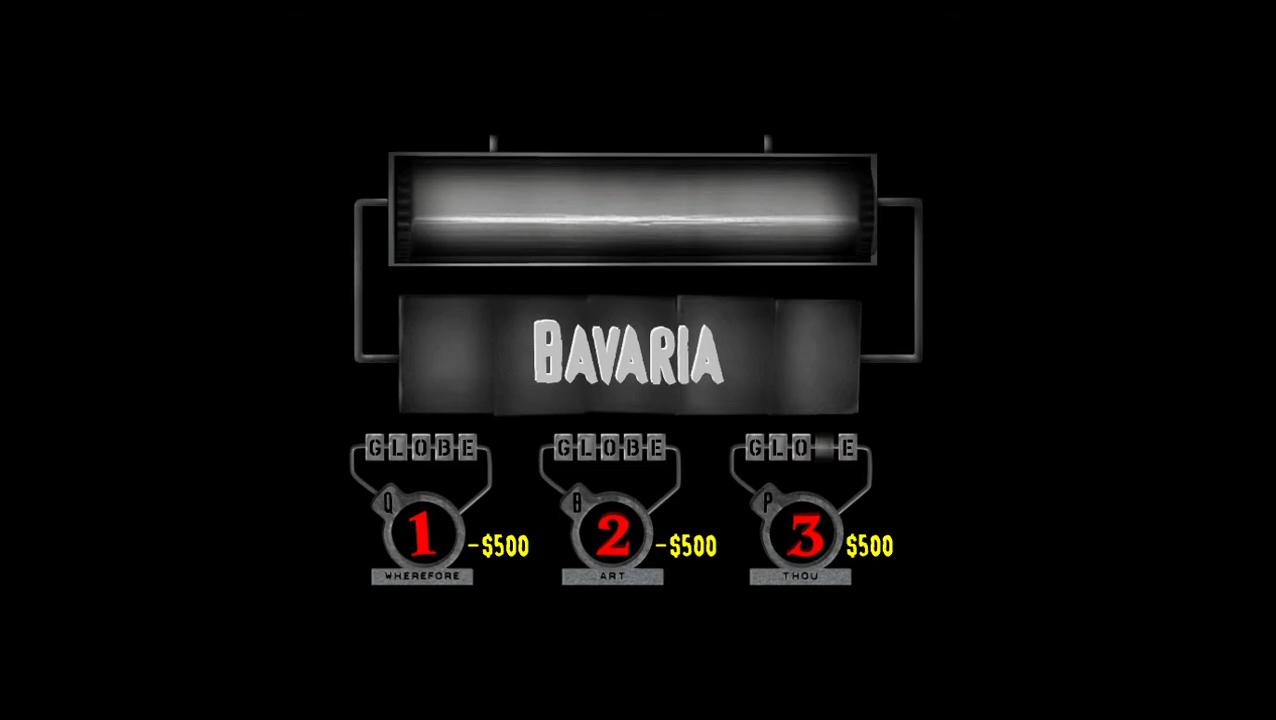 BAVARIA
GLOBE GLOBE GLO E
Q B P
1 -$500 2 -$500 3 $500
WHEREFORE ART THOU